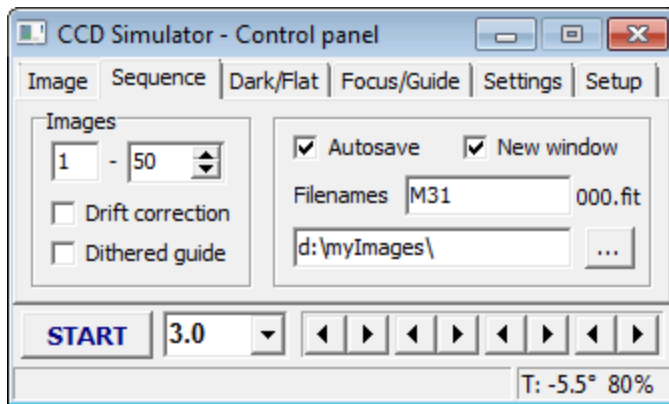 CCD Simulator - Control panel
Image Sequence Dark/Flat Focus/Guide Settings Setup
Images
1 - 50
Drift correction
Dithered guide
Autosave New window
Filenames M31 000.fit
d:\myImages\ ...
START 3.0
T: -5.5° 80%